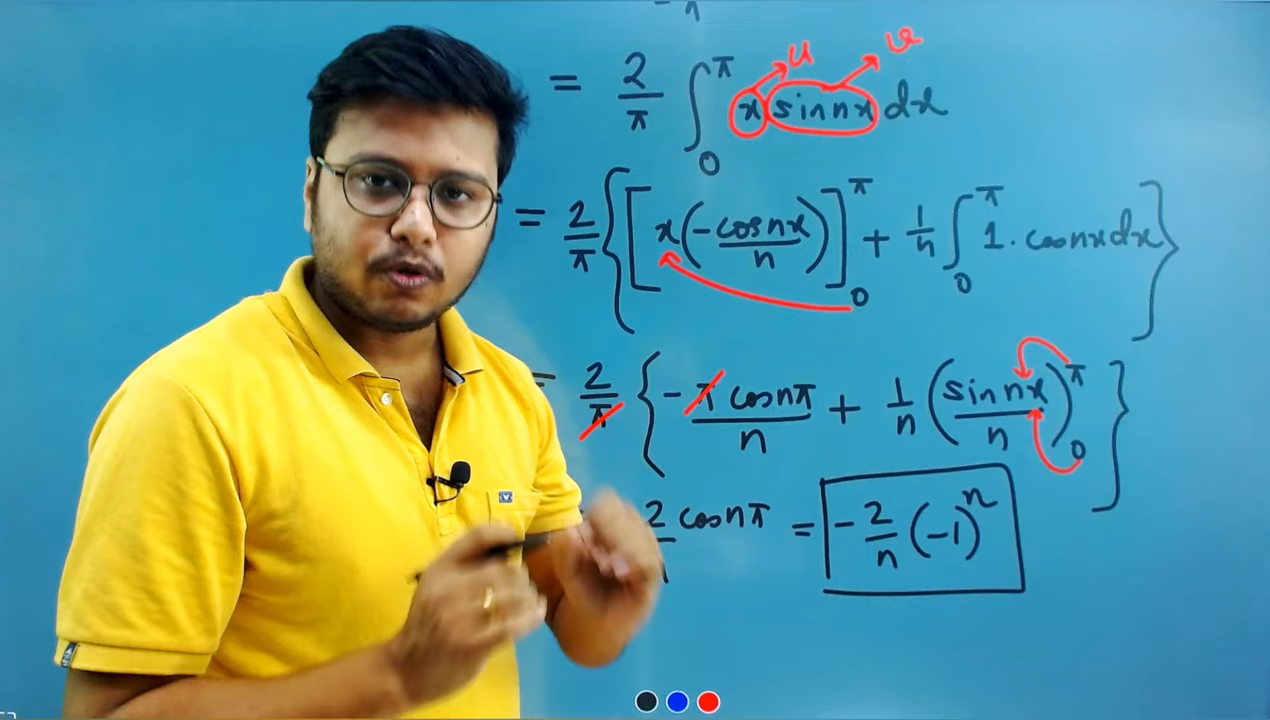 -π
= 2/π ∫₀^π x sin nx dx → u → v
= 2/π { [ x ( -cos nx / n ) ]₀^π + 1/n ∫₀^π 1 · cos nx dx }
= 2/π { -π cos nπ / n + 1/n ( sin nx / n )₀^π }
2/n cos nπ = -2/n (-1)^n